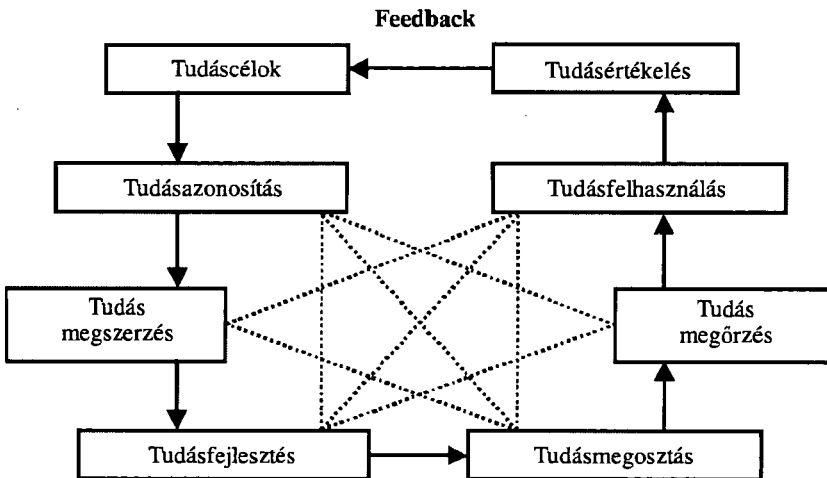 Feedback
Tudáscélok
Tudásértékelés
Tudásazonosítás
Tudásfelhasználás
Tudás
megszerzés
Tudás
megőrzés
Tudásfejlesztés
Tudásmegosztás